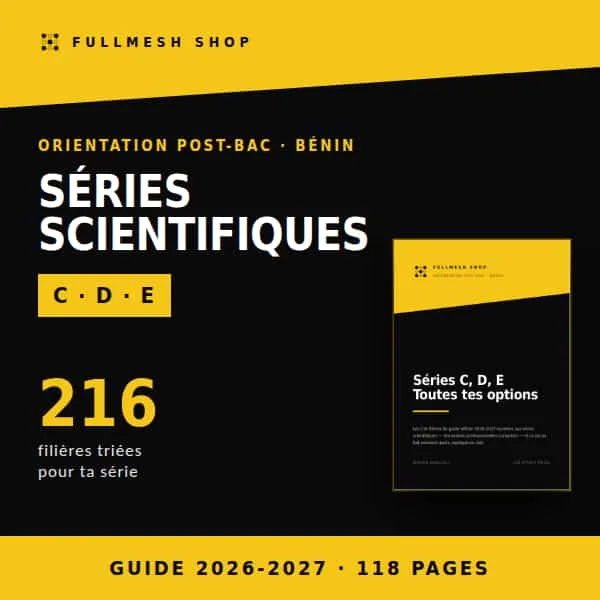 FULLMESH SHOP
ORIENTATION POST-BAC · BÉNIN
SÉRIES
SCIENTIFIQUES
C · D · E
216
filières triées
pour ta série
FULLMESH SHOP
Séries C, D, E
Toutes tes options
GUIDE 2026-2027 · 118 PAGES